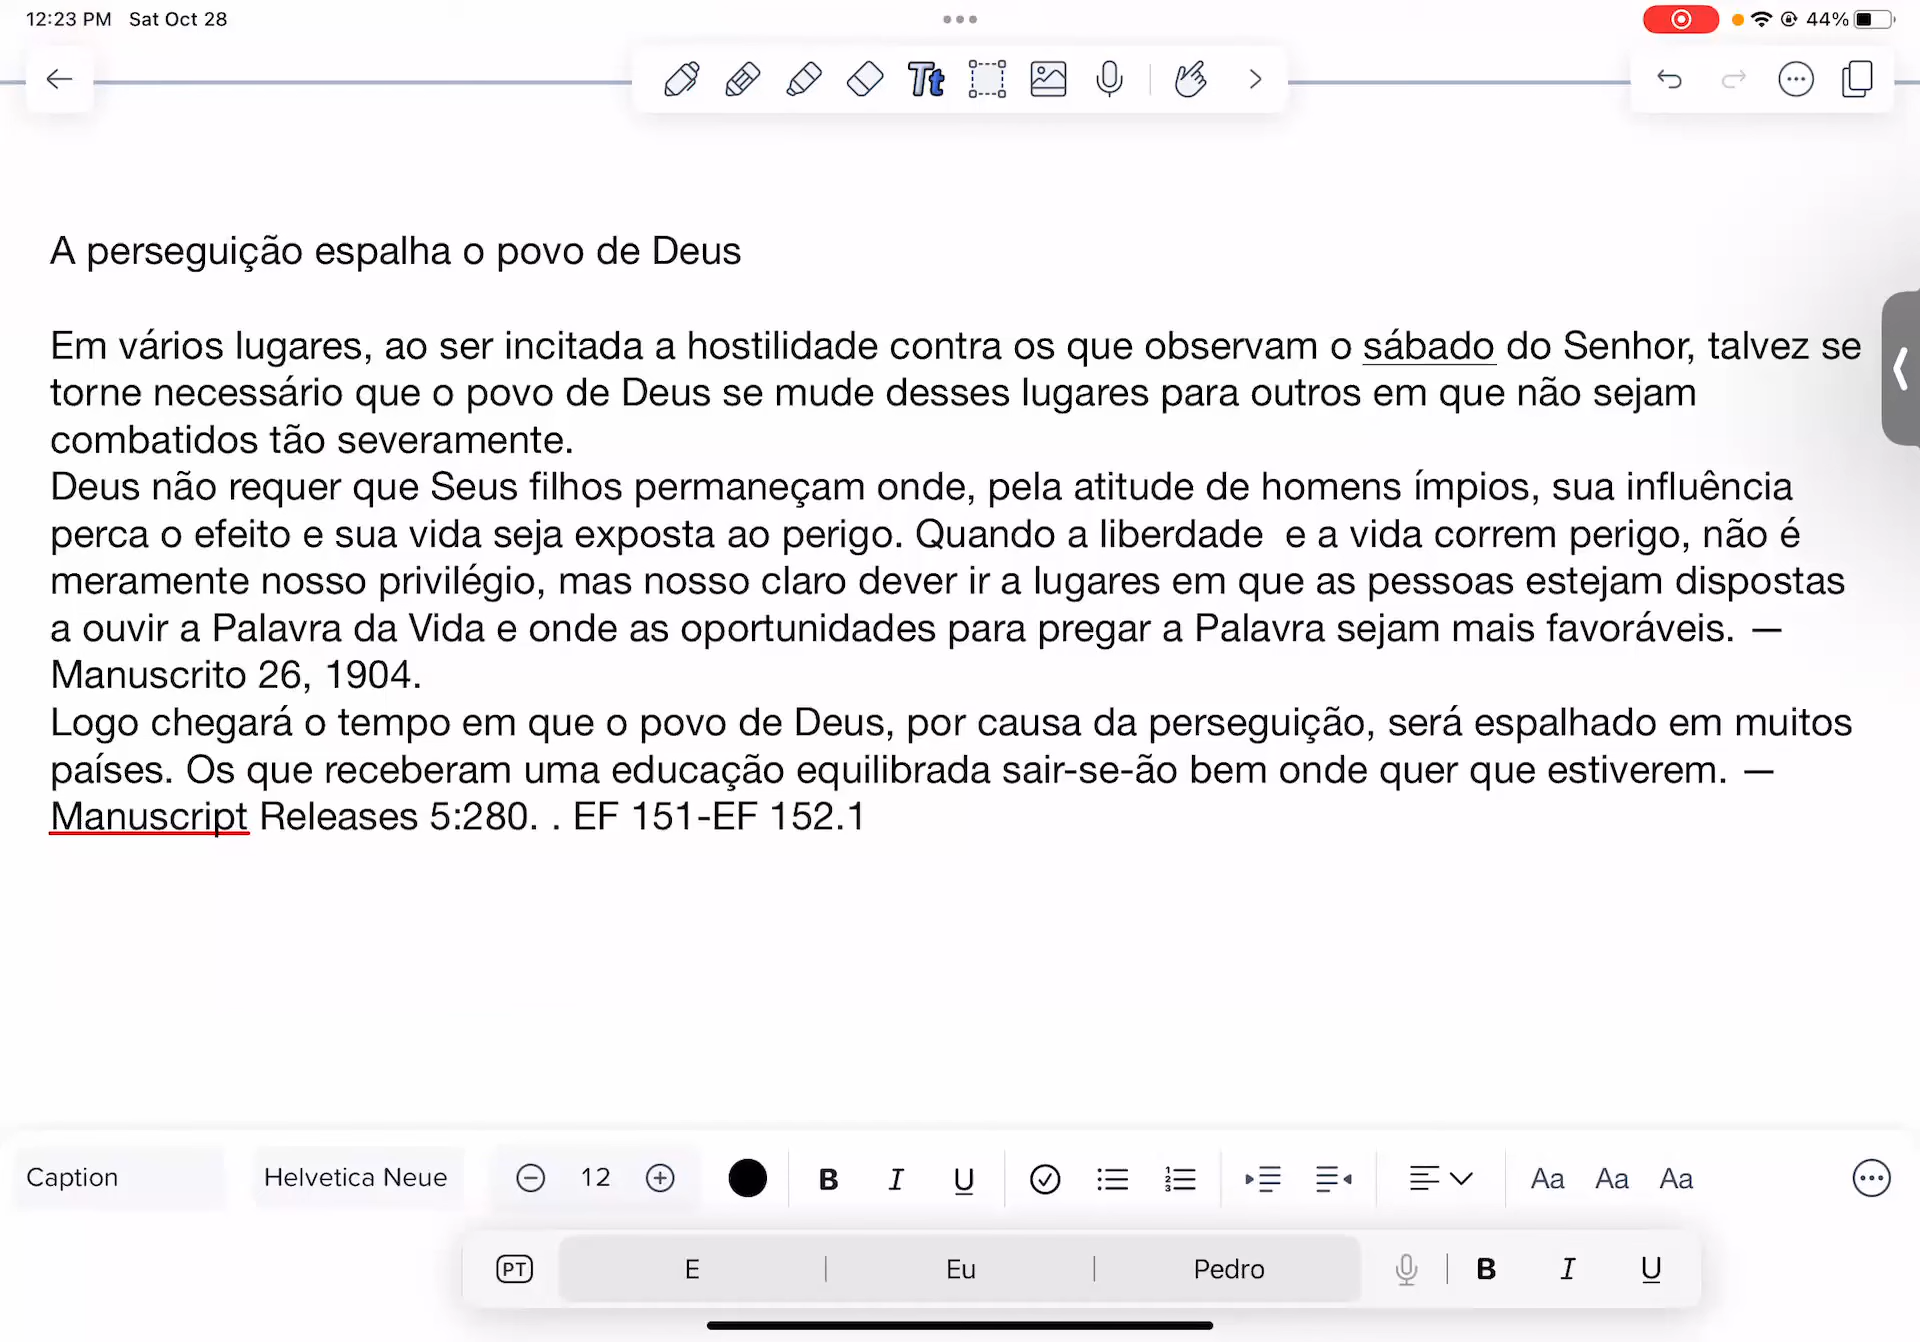 12:23 PM Sat Oct 28
44%
Tt
A perseguição espalha o povo de Deus
Em vários lugares, ao ser incitada a hostilidade contra os que observam o sábado do Senhor, talvez se
torne necessário que o povo de Deus se mude desses lugares para outros em que não sejam
combatidos tão severamente.
Deus não requer que Seus filhos permaneçam onde, pela atitude de homens ímpios, sua influência
perca o efeito e sua vida seja exposta ao perigo. Quando a liberdade  e a vida correm perigo, não é
meramente nosso privilégio, mas nosso claro dever ir a lugares em que as pessoas estejam dispostas
a ouvir a Palavra da Vida e onde as oportunidades para pregar a Palavra sejam mais favoráveis. —
Manuscrito 26, 1904.
Logo chegará o tempo em que o povo de Deus, por causa da perseguição, será espalhado em muitos
países. Os que receberam uma educação equilibrada sair-se-ão bem onde quer que estiverem. —
Manuscript Releases 5:280. . EF 151-EF 152.1
Caption Helvetica Neue 12 B I U Aa Aa Aa
PT E Eu Pedro B I U